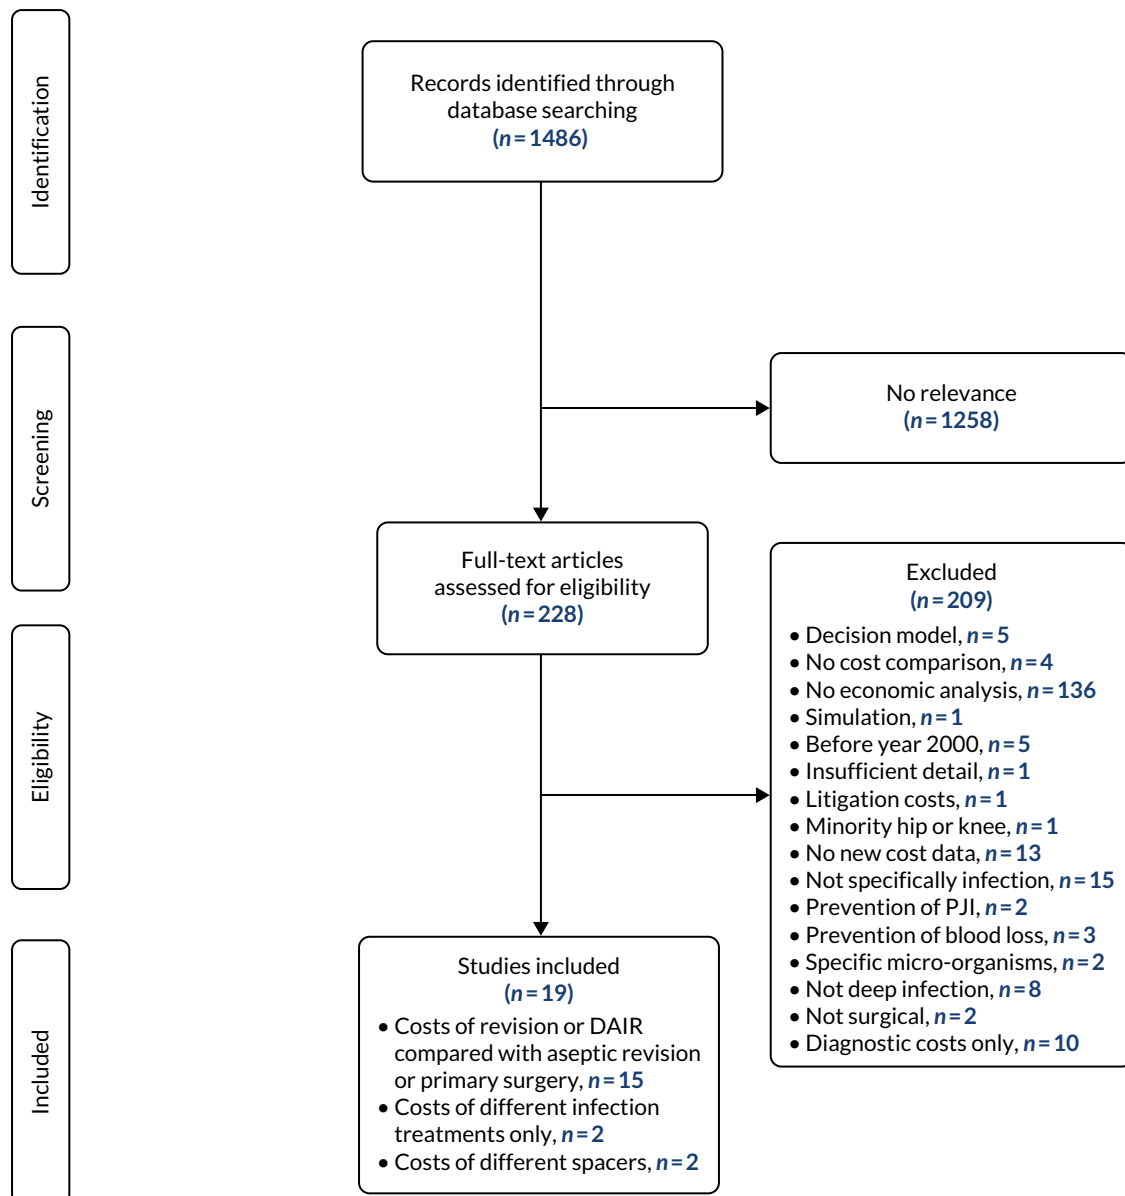 Identification
Records identified through
database searching
(n = 1486)
Screening
No relevance
(n = 1258)
Full-text articles
assessed for eligibility
(n = 228)
Eligibility
Excluded
(n = 209)
• Decision model, n = 5
• No cost comparison, n = 4
• No economic analysis, n = 136
• Simulation, n = 1
• Before year 2000, n = 5
• Insufficient detail, n = 1
• Litigation costs, n = 1
• Minority hip or knee, n = 1
• No new cost data, n = 13
• Not specifically infection, n = 15
• Prevention of PJI, n = 2
• Prevention of blood loss, n = 3
• Specific micro-organisms, n = 2
• Not deep infection, n = 8
• Not surgical, n = 2
• Diagnostic costs only, n = 10
Included
Studies included
(n = 19)
• Costs of revision or DAIR
compared with aseptic revision
or primary surgery, n = 15
• Costs of different infection
treatments only, n = 2
• Costs of different spacers, n = 2